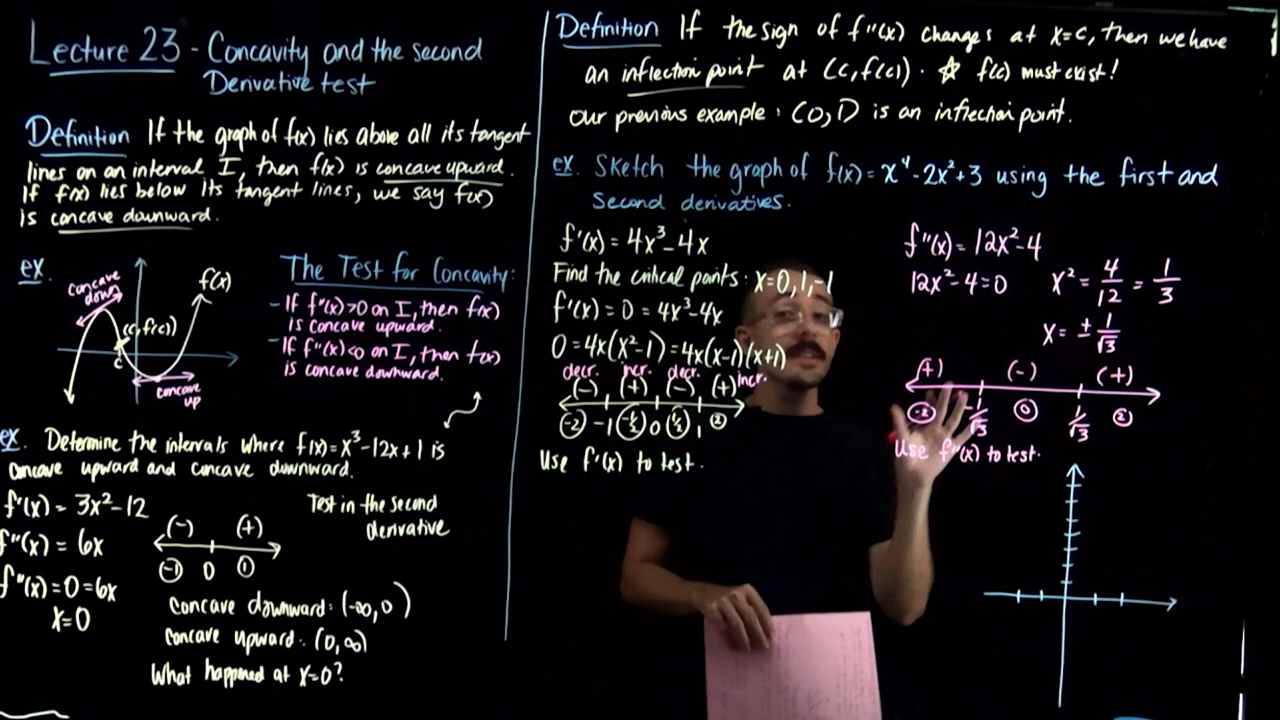 Lecture 23 - Concavity and the second
Derivative test
Definition If the graph of f(x) lies above all its tangent
lines on an interval I, then f(x) is concave upward.
If f(x) lies below its tangent lines, we say f(x)
is concave downward.
ex.
concave
down
f(x)
(c, f(c))
c
concave
up
The Test for Concavity:
- If f"(x)>0 on I, then f(x)
is concave upward.
- If f"(x)<0 on I, then f(x)
is concave downward.
ex. Determine the intervals where f(x)=x³-12x+1 is
concave upward and concave downward.
f'(x) = 3x²-12
f"(x) = 6x
f"(x)=0=6x
x=0
(-) (+)
-1 0 1
Test in the second
derivative
Concave downward: (-∞,0)
Concave upward: (0,∞)
What happened at x=0?
Definition If the sign of f"(x) changes at x=c, then we have
an inflection point at (c,f(c)). ☆ f(c) must exist!
Our previous example: (0,1) is an inflection point.
ex. Sketch the graph of f(x)=x⁴-2x²+3 using the first and
second derivatives.
f'(x) = 4x³-4x
Find the critical points: x=0,1,-1
f'(x) = 0 = 4x³-4x
0=4x(x²-1)=4x(x-1)(x+1)
decr. incr. decr. incr.
(-) (+) (-) (+)
-2 -1 -1/2 0 1/2 1 2
Use f'(x) to test.
f"(x)=12x²-4
12x²-4=0 x² = 4/12 = 1/3
x = ± 1/√3
(+) (-) (+)
-2 -1/√3 0 1/√3 2
Use f"(x) to test.